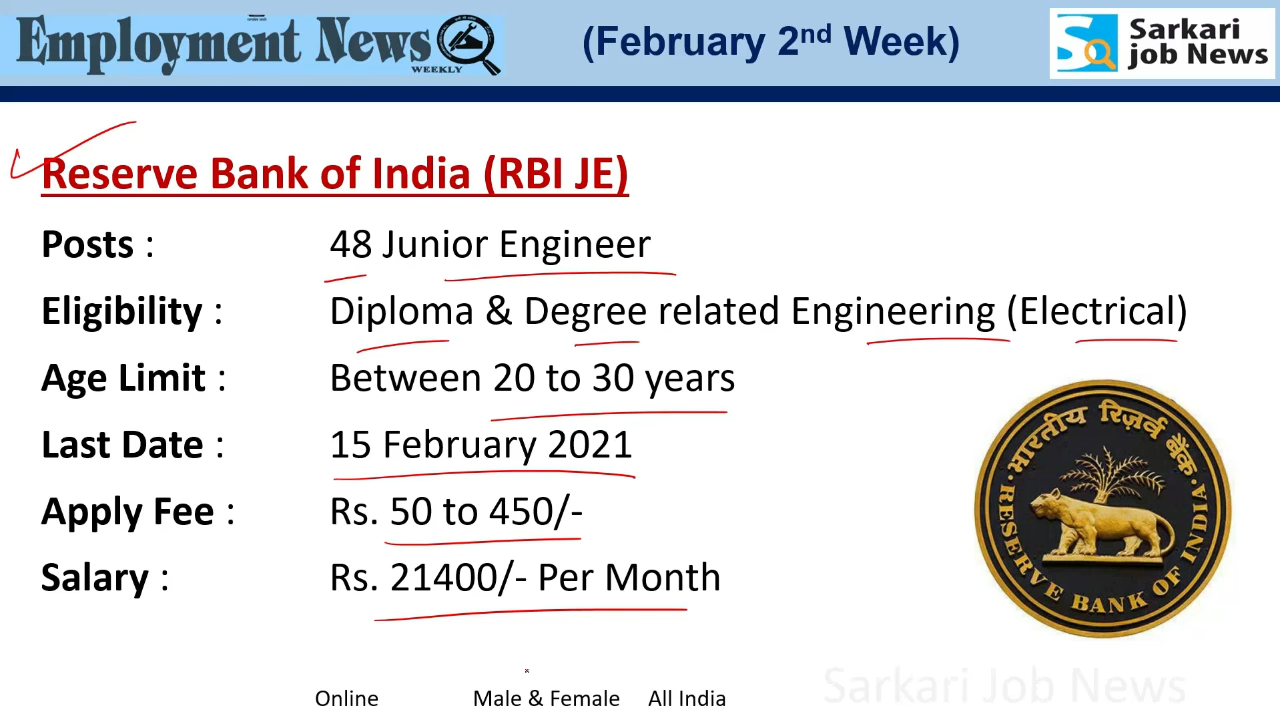 Employment News
WEEKLY
(February 2nd Week)
Sarkari
Job News
Reserve Bank of India (RBI JE)
Posts : 48 Junior Engineer
Eligibility : Diploma & Degree related Engineering (Electrical)
Age Limit : Between 20 to 30 years
Last Date : 15 February 2021
Apply Fee : Rs. 50 to 450/-
Salary : Rs. 21400/- Per Month
भारतीय रिज़र्व बैंक
RESERVE BANK OF INDIA
Online Male & Female All India
Sarkari Job News